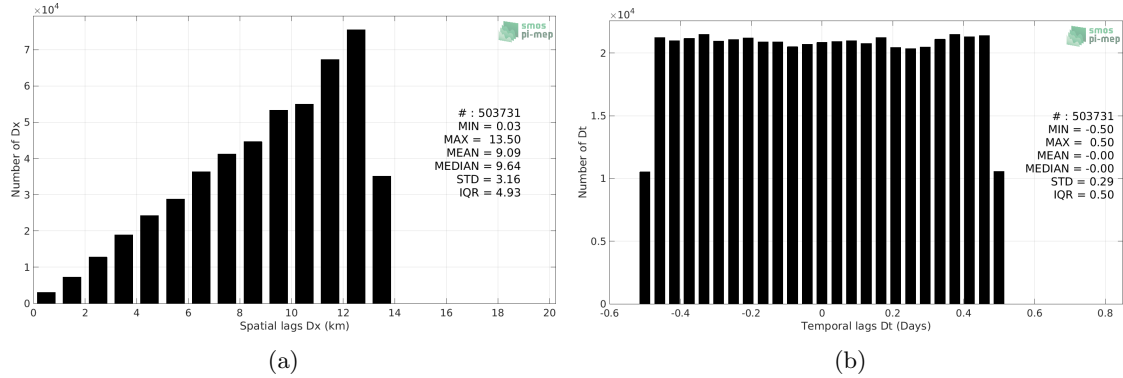 ×10⁴
7
6
5
4
3
2
1
0
Number of Dx
smos
pi-mep
# : 503731
MIN = 0.03
MAX = 13.50
MEAN = 9.09
MEDIAN = 9.64
STD = 3.16
IQR = 4.93
0 2 4 6 8 10 12 14 16 18 20
Spatial lags Dx (km)
(a)
×10⁴
2
1.5
1
0.5
0
Number of Dt
smos
pi-mep
# : 503731
MIN = -0.50
MAX = 0.50
MEAN = -0.00
MEDIAN = -0.00
STD = 0.29
IQR = 0.50
-0.6 -0.4 -0.2 0 0.2 0.4 0.6 0.8
Temporal lags Dt (Days)
(b)